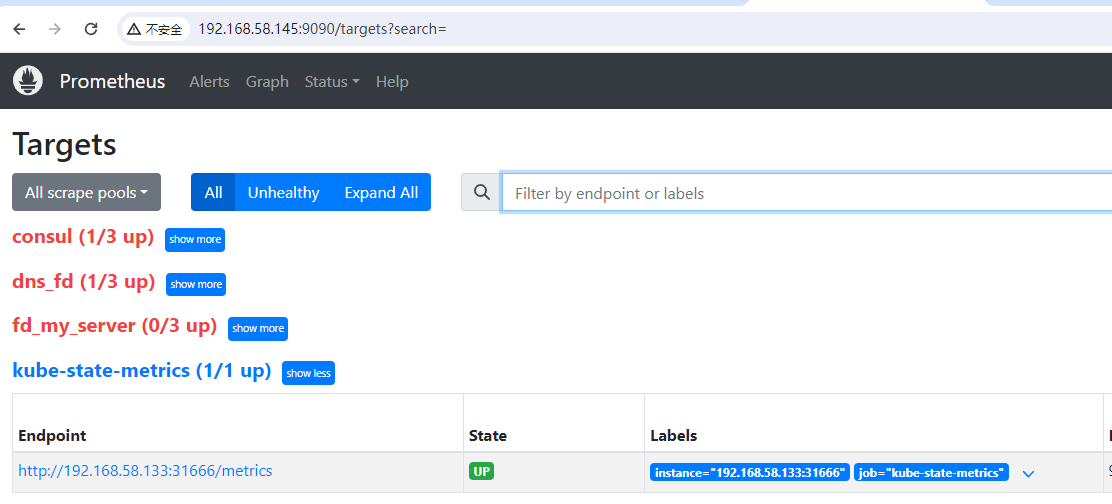 不安全 192.168.58.145:9090/targets?search=
Prometheus Alerts Graph Status Help
Targets
All scrape pools All Unhealthy Expand All Filter by endpoint or labels
consul (1/3 up) show more
dns_fd (1/3 up) show more
fd_my_server (0/3 up) show more
kube-state-metrics (1/1 up) show less
Endpoint State Labels
http://192.168.58.133:31666/metrics UP instance="192.168.58.133:31666" job="kube-state-metrics"